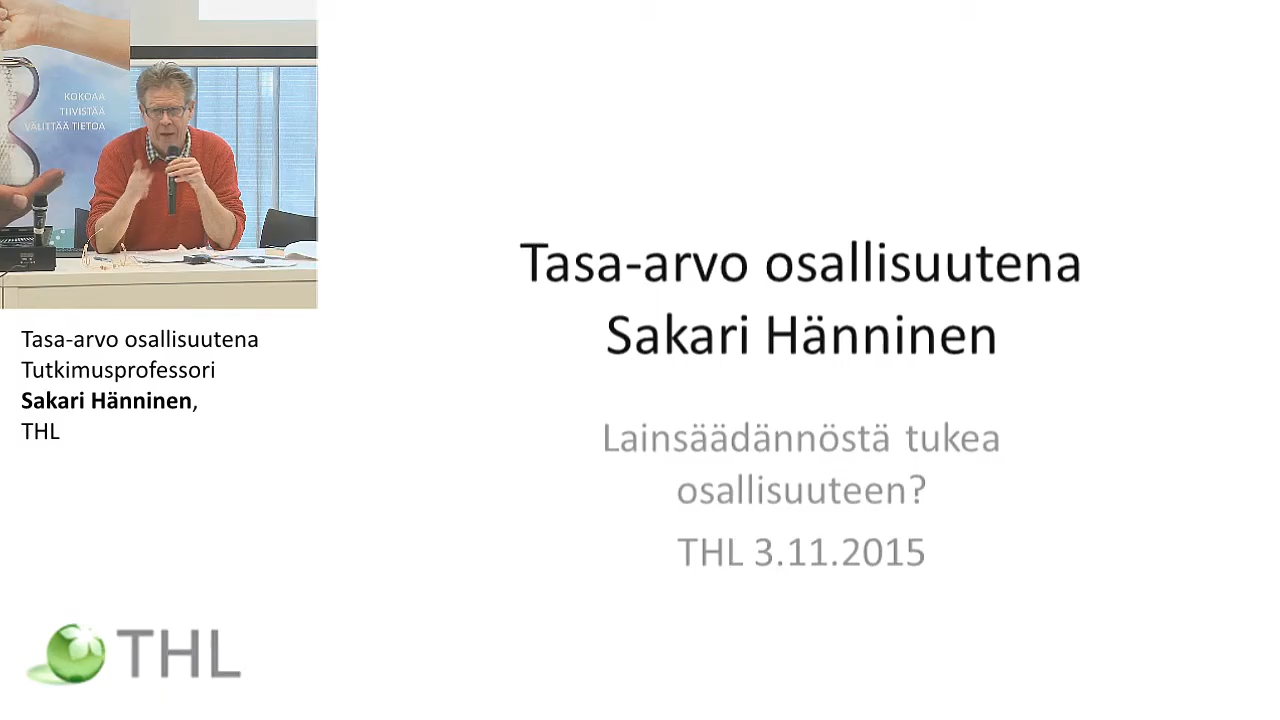 KOKOAA
TIIVISTÄÄ
VÄLITTÄÄ TIETOA
Tasa-arvo osallisuutena
Tutkimusprofessori
Sakari Hänninen,
THL
Tasa-arvo osallisuutena
Sakari Hänninen
Lainsäädännöstä tukea
osallisuuteen?
THL 3.11.2015
THL